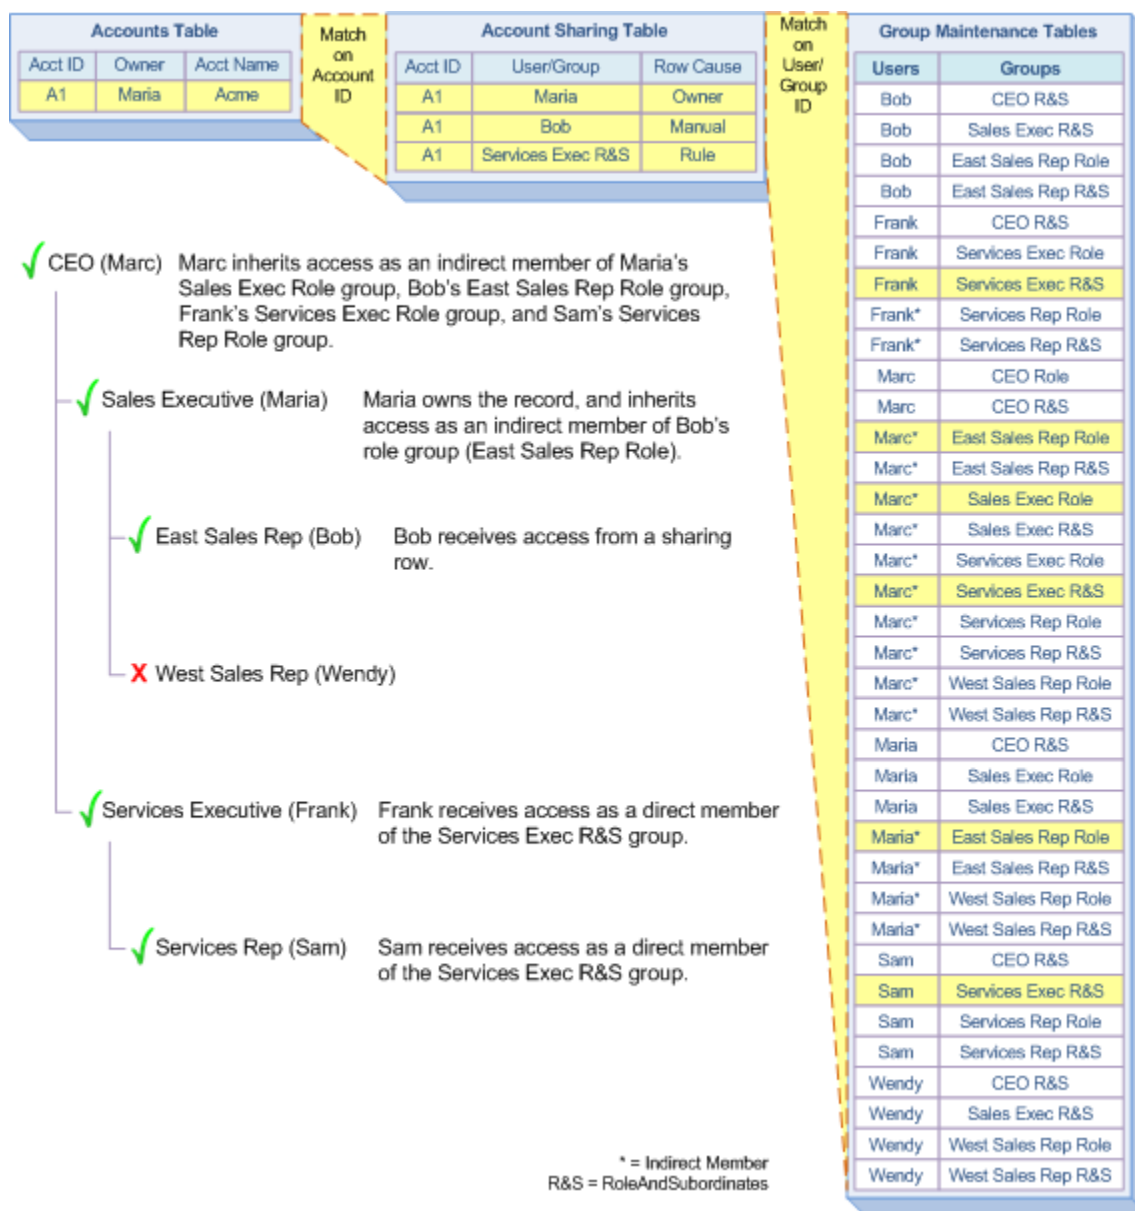 Accounts Table
Acct ID Owner Acct Name
A1 Maria Acme
Match
on
Account
ID
Account Sharing Table
Acct ID User/Group Row Cause
A1 Maria Owner
A1 Bob Manual
A1 Services Exec R&S Rule
Match
on
User/
Group
ID
Group Maintenance Tables
Users Groups
Bob CEO R&S
Bob Sales Exec R&S
Bob East Sales Rep Role
Bob East Sales Rep R&S
Frank CEO R&S
Frank Services Exec Role
Frank Services Exec R&S
Frank* Services Rep Role
Frank* Services Rep R&S
Marc CEO Role
Marc CEO R&S
Marc* East Sales Rep Role
Marc* East Sales Rep R&S
Marc* Sales Exec Role
Marc* Sales Exec R&S
Marc* Services Exec Role
Marc* Services Exec R&S
Marc* Services Rep Role
Marc* Services Rep R&S
Marc* West Sales Rep Role
Marc* West Sales Rep R&S
Maria CEO R&S
Maria Sales Exec Role
Maria Sales Exec R&S
Maria* East Sales Rep Role
Maria* East Sales Rep R&S
Maria* West Sales Rep Role
Maria* West Sales Rep R&S
Sam CEO R&S
Sam Services Exec R&S
Sam Services Rep Role
Sam Services Rep R&S
Wendy CEO R&S
Wendy Sales Exec R&S
Wendy West Sales Rep Role
Wendy West Sales Rep R&S
CEO (Marc) Marc inherits access as an indirect member of Maria's
Sales Exec Role group, Bob's East Sales Rep Role group,
Frank's Services Exec Role group, and Sam's Services
Rep Role group.
Sales Executive (Maria) Maria owns the record, and inherits
access as an indirect member of Bob's
role group (East Sales Rep Role).
East Sales Rep (Bob) Bob receives access from a sharing
row.
X West Sales Rep (Wendy)
Services Executive (Frank) Frank receives access as a direct member
of the Services Exec R&S group.
Services Rep (Sam) Sam receives access as a direct member
of the Services Exec R&S group.
* = Indirect Member
R&S = RoleAndSubordinates